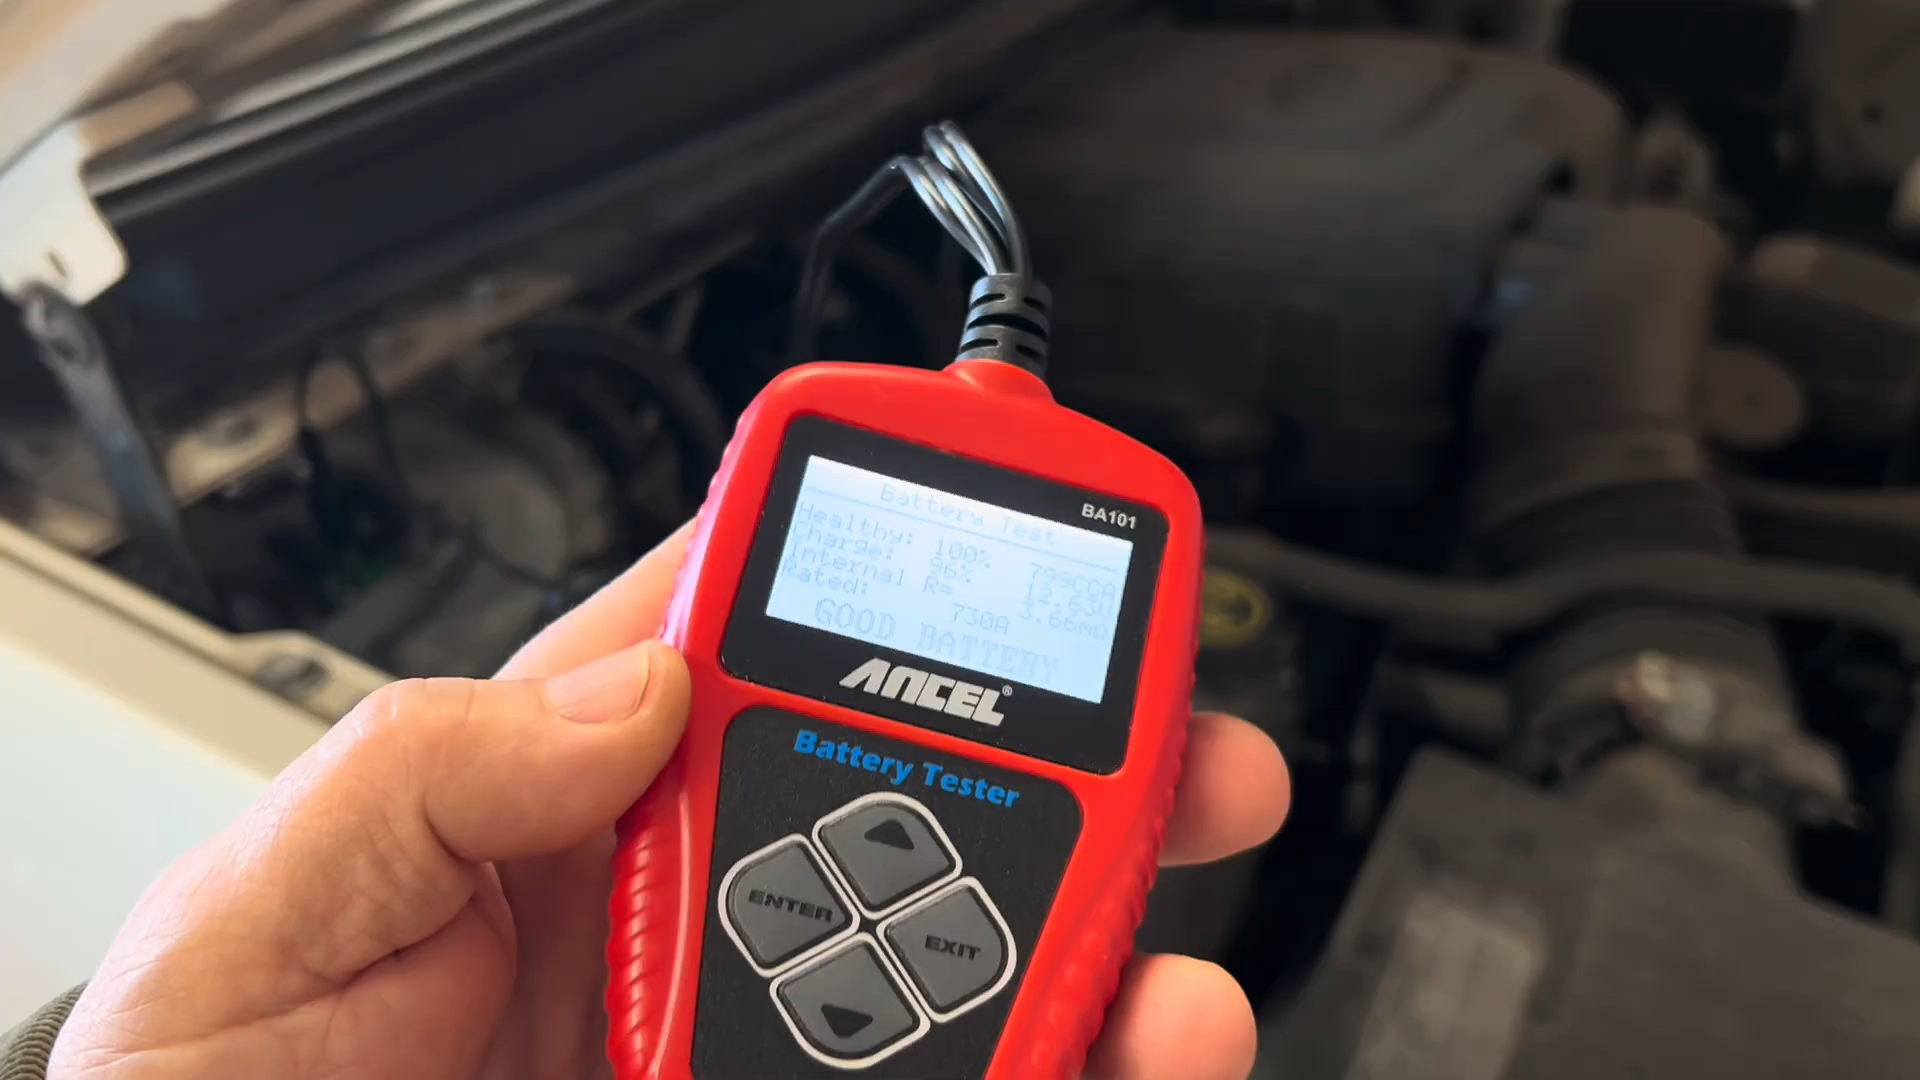 BA101
Battery Test
Healthy: 100% 799CCA
Charge: 96% 12.63V
Internal R= 3.66mΩ
Rated: 730A
GOOD BATTERY
ANCEL®
Battery Tester
ENTER
EXIT